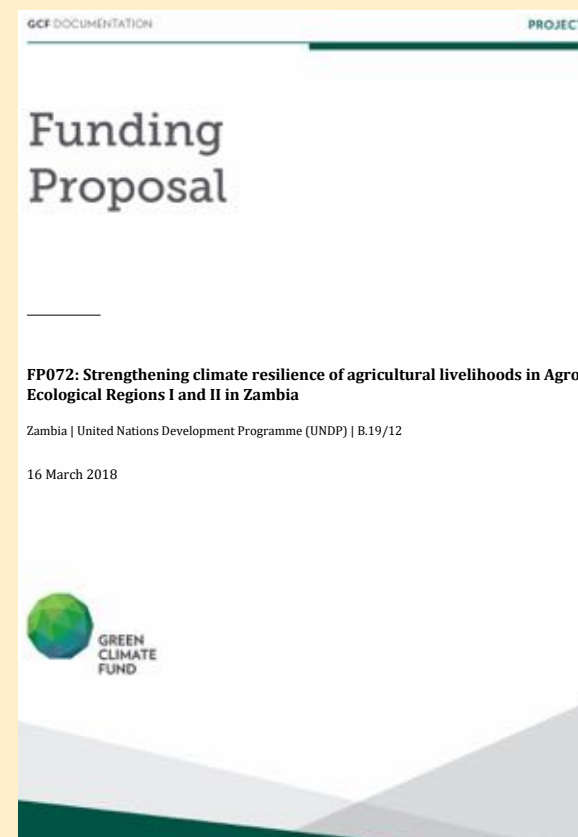 GCF DOCUMENTATION
PROJECT
Funding
Proposal
FP072: Strengthening climate resilience of agricultural livelihoods in Agro
Ecological Regions I and II in Zambia
Zambia | United Nations Development Programme (UNDP) | B.19/12
16 March 2018
GREEN
CLIMATE
FUND